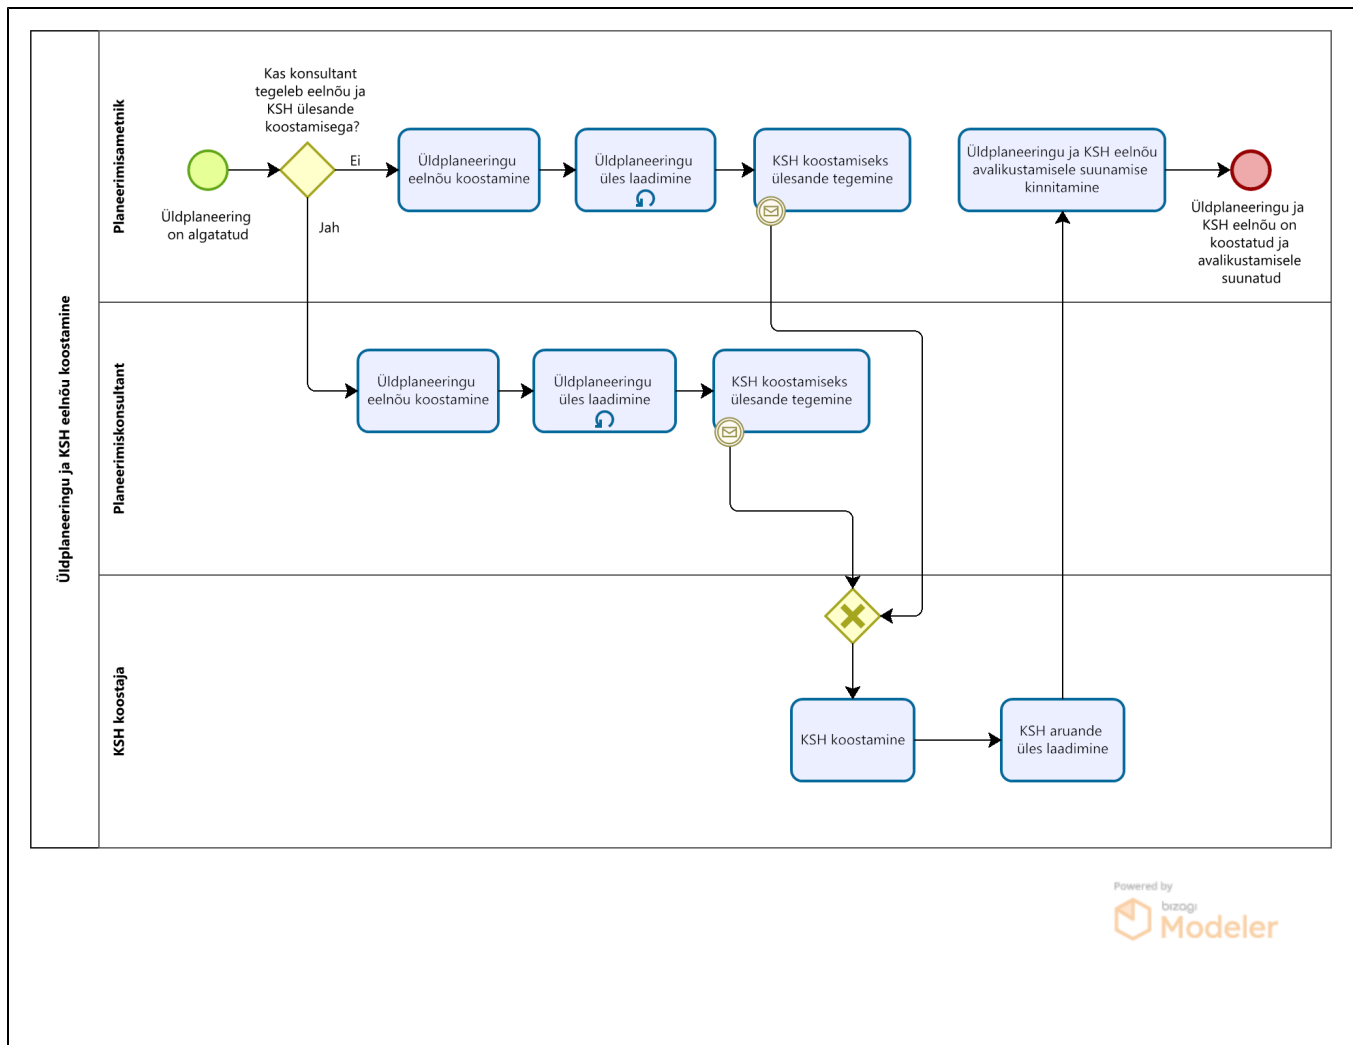 Üldplaneeringu ja KSH eelnõu koostamine
Planeerimisametnik
Kas konsultant
tegeleb eelnõu ja
KSH ülesande
koostamisega?
Üldplaneering
on algatatud
Ei
Jah
Üldplaneeringu
eelnõu koostamine
Üldplaneeringu
üles laadimine
KSH koostamiseks
ülesande tegemine
Üldplaneeringu ja KSH eelnõu
avalikustamisele suunamise
kinnitamine
Üldplaneeringu ja
KSH eelnõu on
koostatud ja
avalikustamisele
suunatud
Planeerimiskonsultant
Üldplaneeringu
eelnõu koostamine
Üldplaneeringu
üles laadimine
KSH koostamiseks
ülesande tegemine
KSH koostaja
KSH koostamine
KSH aruande
üles laadimine
Powered by
bizagi
Modeler